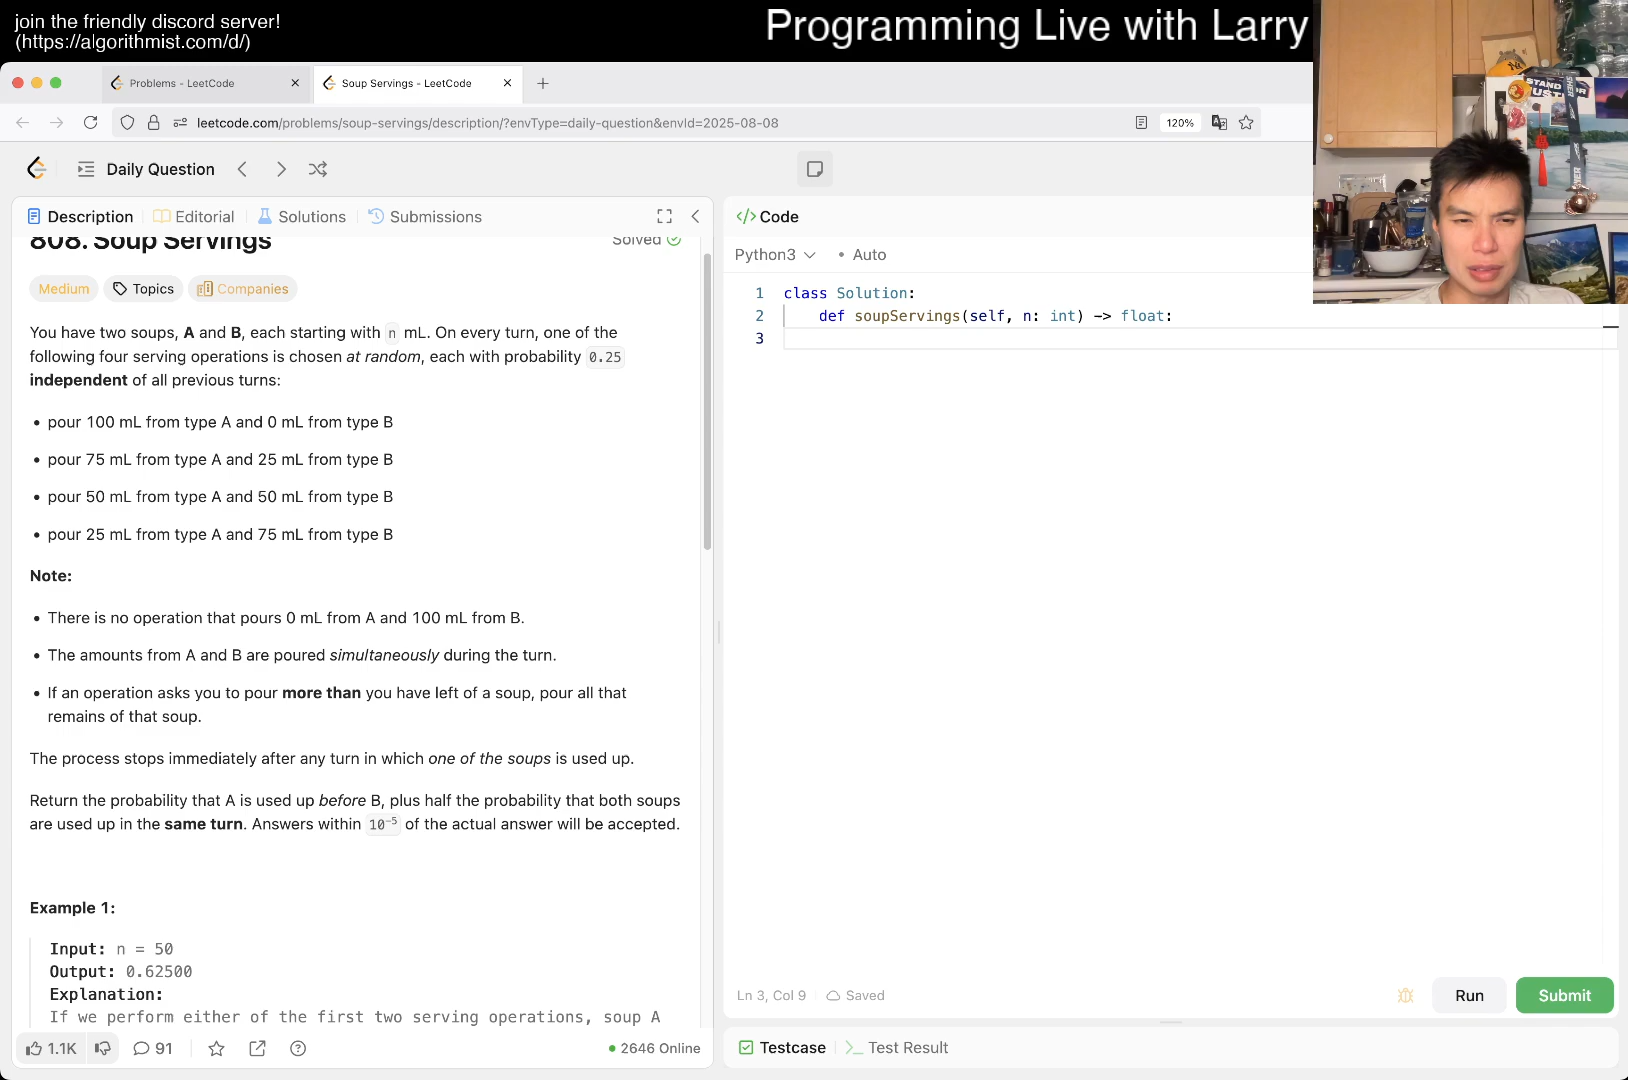 join the friendly discord server!
(https://algorithmist.com/d/)
Programming Live with Larry
Problems - LeetCode
Soup Servings - LeetCode
leetcode.com/problems/soup-servings/description/?envType=daily-question&envId=2025-08-08
120%
Daily Question
Description
Editorial
Solutions
Submissions
808. Soup Servings
Solved
Medium
Topics
Companies
You have two soups, A and B, each starting with n mL. On every turn, one of the
following four serving operations is chosen at random, each with probability 0.25
independent of all previous turns:
• pour 100 mL from type A and 0 mL from type B
• pour 75 mL from type A and 25 mL from type B
• pour 50 mL from type A and 50 mL from type B
• pour 25 mL from type A and 75 mL from type B
Note:
• There is no operation that pours 0 mL from A and 100 mL from B.
• The amounts from A and B are poured simultaneously during the turn.
• If an operation asks you to pour more than you have left of a soup, pour all that
remains of that soup.
The process stops immediately after any turn in which one of the soups is used up.
Return the probability that A is used up before B, plus half the probability that both soups
are used up in the same turn. Answers within 10⁻⁵ of the actual answer will be accepted.
Example 1:
Input: n = 50
Output: 0.62500
Explanation:
If we perform either of the first two serving operations, soup A
1.1K
91
2646 Online
</> Code
Python3
• Auto
1 class Solution:
2 def soupServings(self, n: int) -> float:
3
Ln 3, Col 9
Saved
Run
Submit
Testcase
Test Result